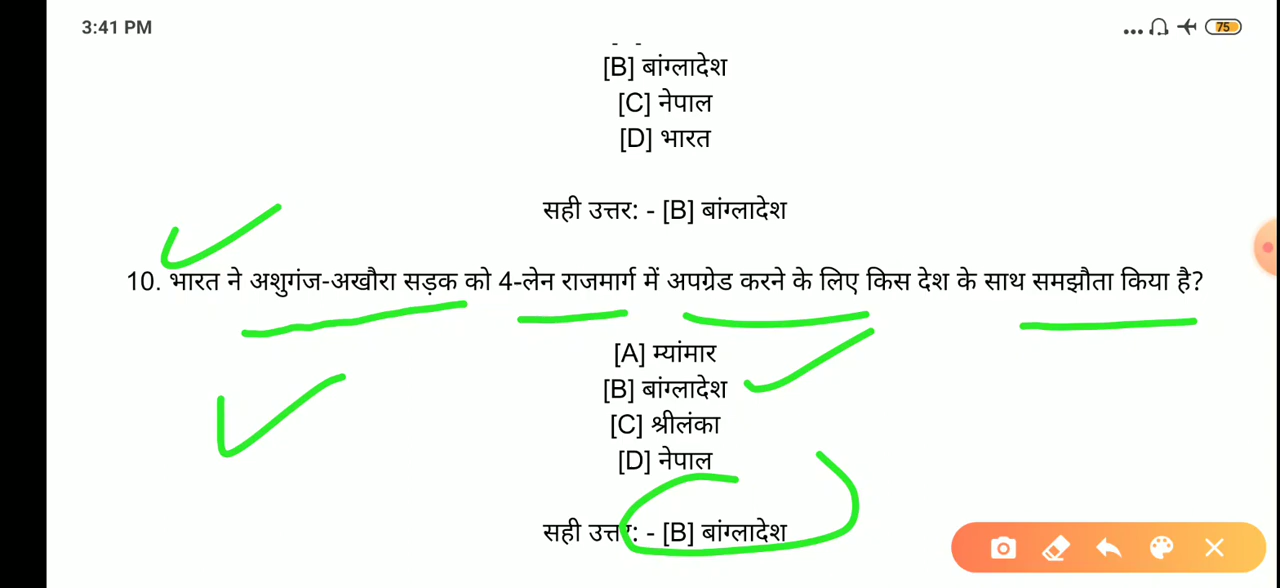 3:41 PM
75
[B] बांग्लादेश
[C] नेपाल
[D] भारत
सही उत्तर: - [B] बांग्लादेश
10. भारत ने अशुगंज-अखौरा सड़क को 4-लेन राजमार्ग में अपग्रेड करने के लिए किस देश के साथ समझौता किया है?
[A] म्यांमार
[B] बांग्लादेश
[C] श्रीलंका
[D] नेपाल
सही उत्तर: - [B] बांग्लादेश